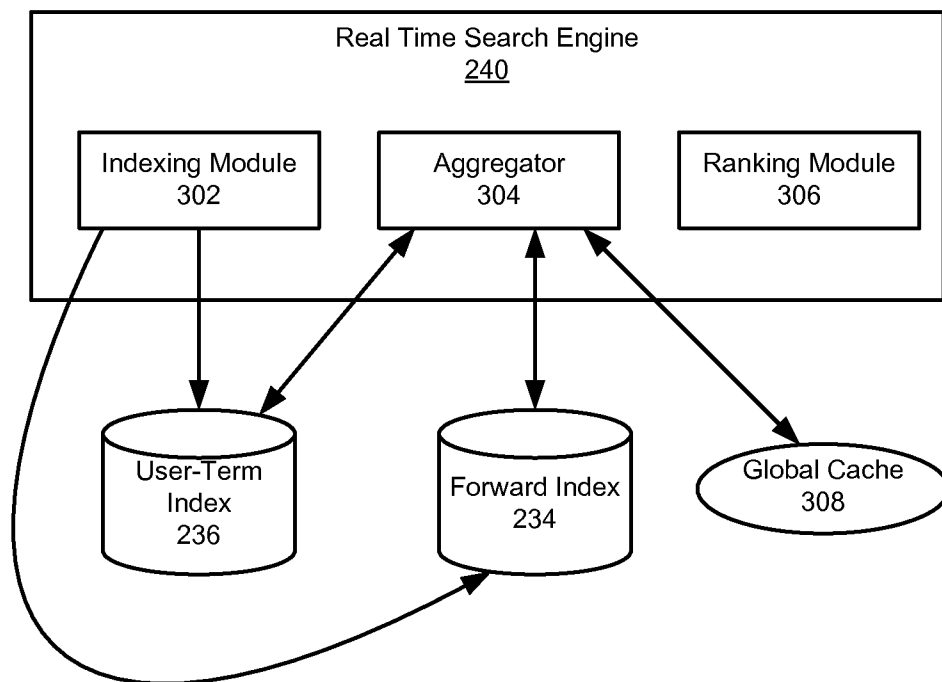 Real Time Search Engine
240
Indexing Module
302
Aggregator
304
Ranking Module
306
User-Term
Index
236
Forward Index
234
Global Cache
308